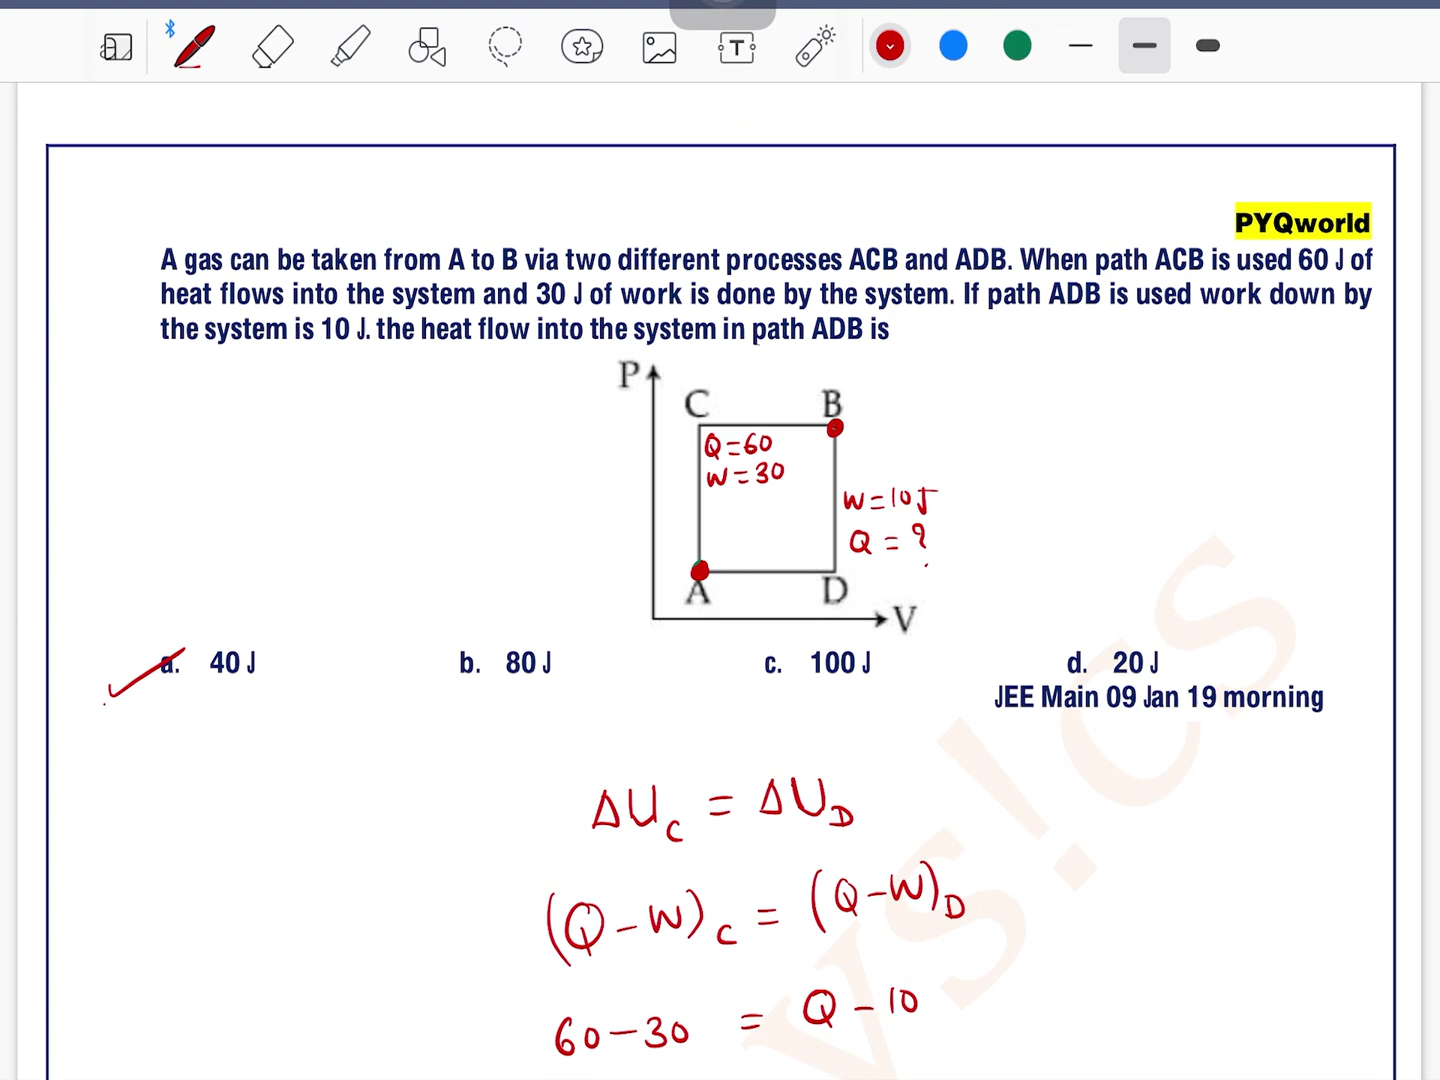 PYQworld
A gas can be taken from A to B via two different processes ACB and ADB. When path ACB is used 60 J of
heat flows into the system and 30 J of work is done by the system. If path ADB is used work down by
the system is 10 J. the heat flow into the system in path ADB is
P
C B
Q = 60
W = 30
W = 10J
Q = ?
A D
V
a. 40 J b. 80 J c. 100 J d. 20 J
JEE Main 09 Jan 19 morning
ΔU_C = ΔU_D
(Q - W)_C = (Q - W)_D
60 - 30 = Q - 10
ys!cs